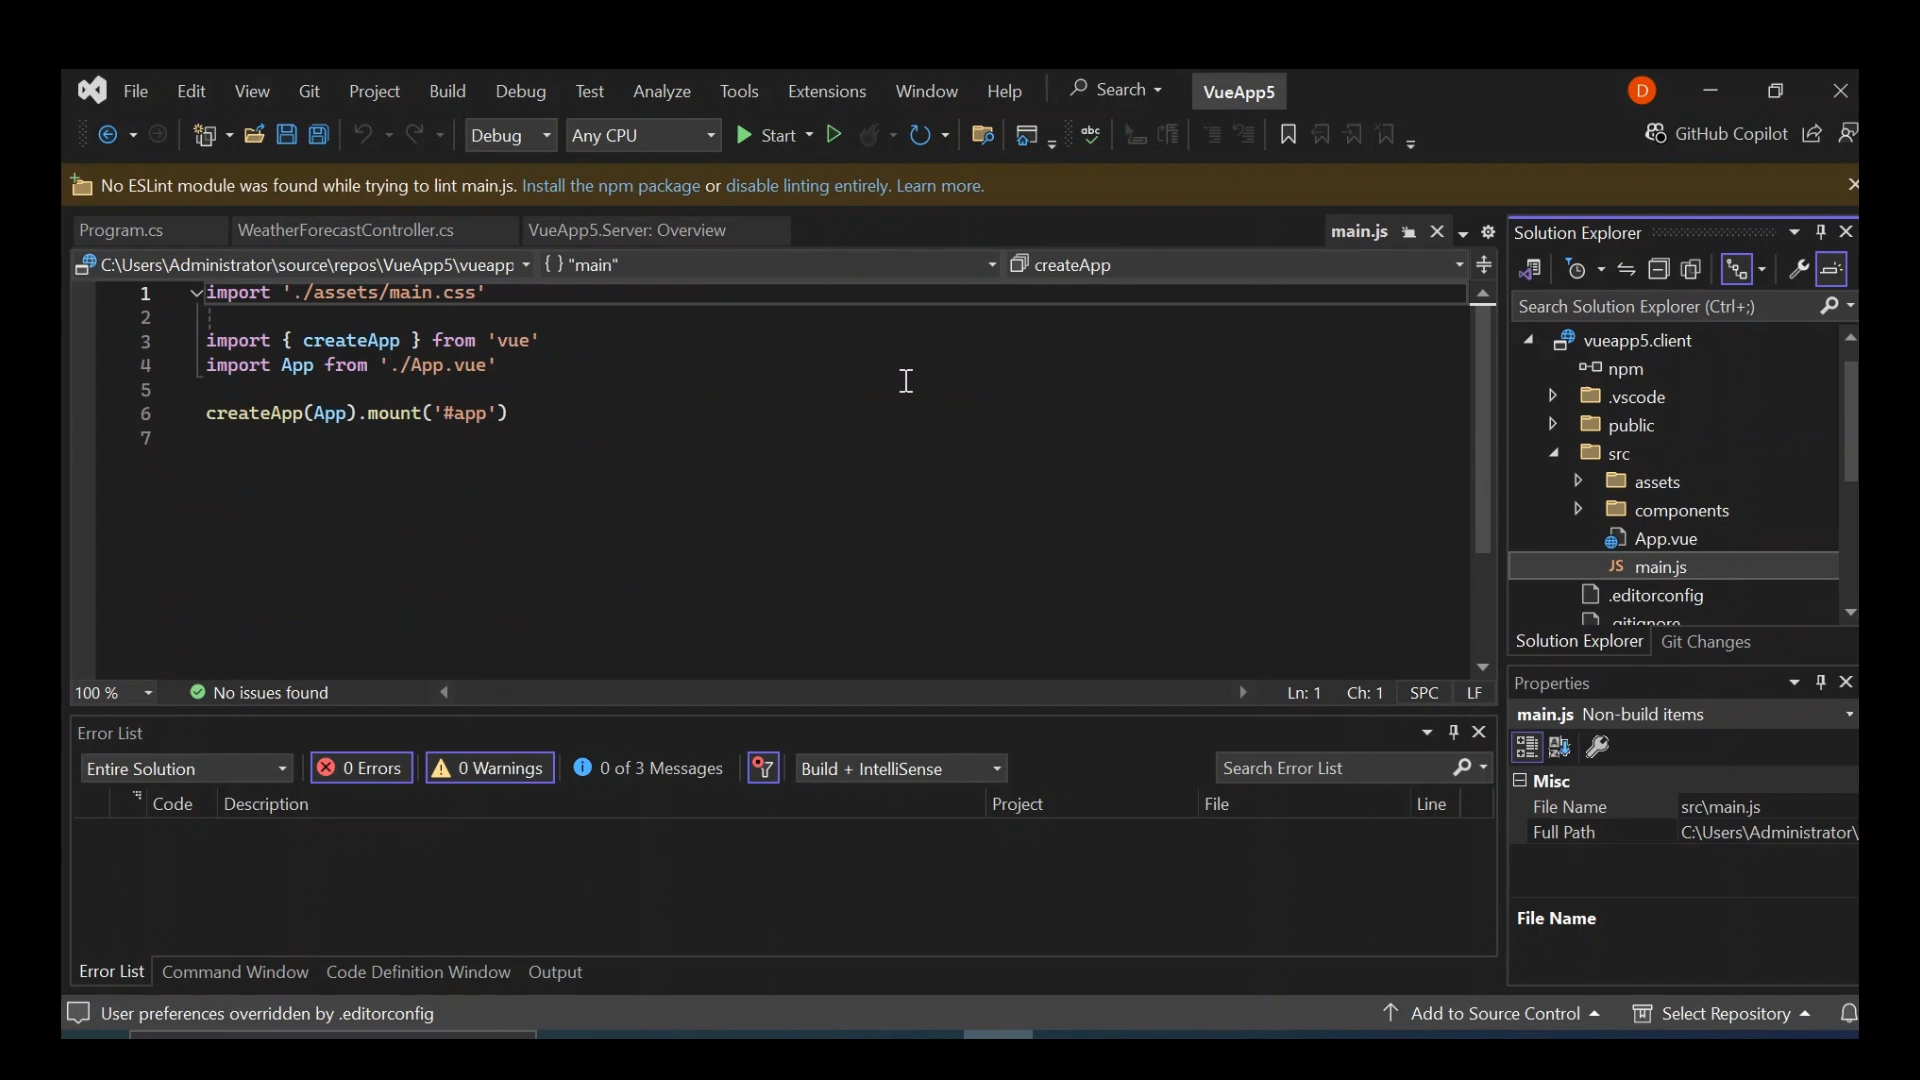 File Edit View Git Project Build Debug Test Analyze Tools Extensions Window Help Search VueApp5 D
Debug Any CPU Start abc GitHub Copilot
No ESLint module was found while trying to lint main.js. Install the npm package or disable linting entirely. Learn more.
Program.cs WeatherForecastController.cs VueApp5.Server: Overview main.js
C:\Users\Administrator\source\repos\VueApp5\vueapp { } "main" createApp
1 import './assets/main.css'
2
3 import { createApp } from 'vue'
4 import App from './App.vue'
5
6 createApp(App).mount('#app')
7
100 % No issues found Ln: 1 Ch: 1 SPC LF
Error List
Entire Solution 0 Errors 0 Warnings 0 of 3 Messages Build + IntelliSense Search Error List
Code Description Project File Line
Error List Command Window Code Definition Window Output
Solution Explorer
Search Solution Explorer (Ctrl+;)
vueapp5.client
npm
.vscode
public
src
assets
components
App.vue
JS main.js
.editorconfig
.gitignore
Solution Explorer Git Changes
Properties
main.js Non-build items
Misc
File Name src\main.js
Full Path C:\Users\Administrator\
File Name
User preferences overridden by .editorconfig Add to Source Control Select Repository